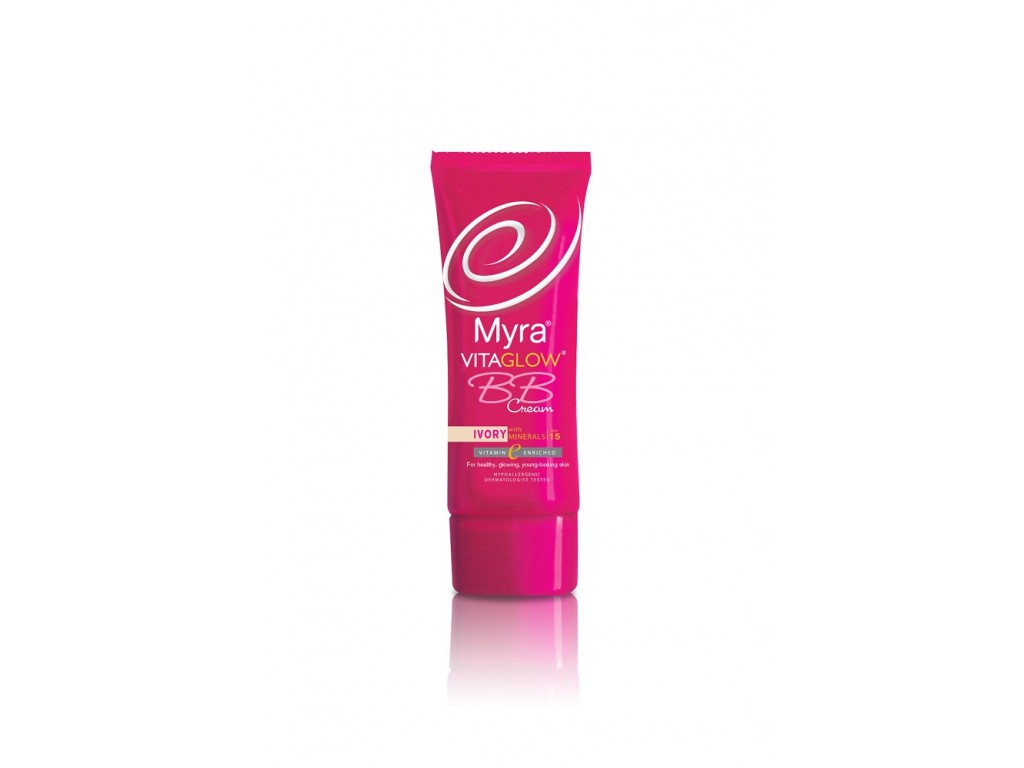 Myra®
VITAGLOW®
BB
Cream
IVORY with MINERALS SPF 15
VITAMIN e ENRICHED
For healthy, glowing, young-looking skin
HYPOALLERGENIC
DERMATOLOGIST TESTED